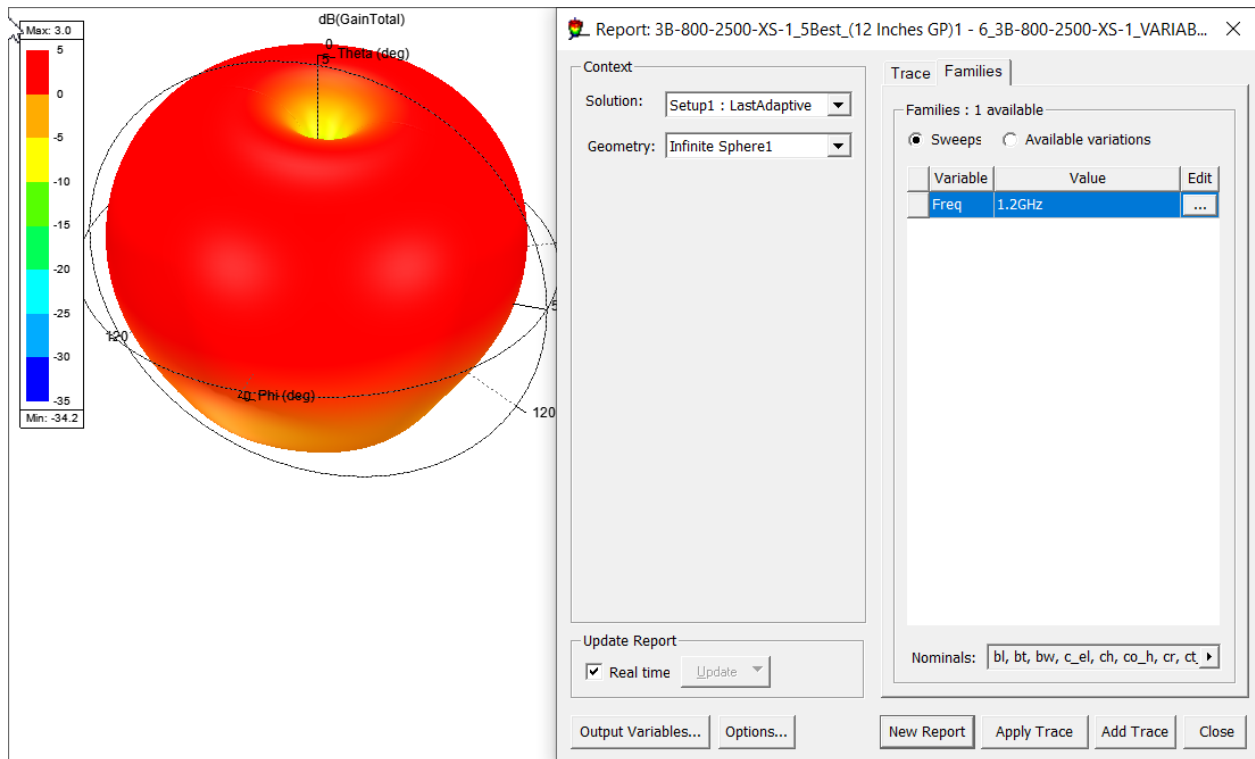 dB(GainTotal)
Max: 3.0
5
0
-5
-10
-15
-20
-25
-30
-35
Min: -34.2
0
Theta (deg)
5
120
Phi (deg)
120
Report: 3B-800-2500-XS-1_5Best_(12 Inches GP)1 - 6_3B-800-2500-XS-1_VARIAB...
Context
Solution: Setup1 : LastAdaptive
Geometry: Infinite Sphere1
Update Report
Real time Update
Output Variables... Options...
Trace Families
Families : 1 available
Sweeps Available variations
Variable Value Edit
Freq 1.2GHz ...
Nominals: bl, bt, bw, c_el, ch, co_h, cr, ct_
New Report Apply Trace Add Trace Close